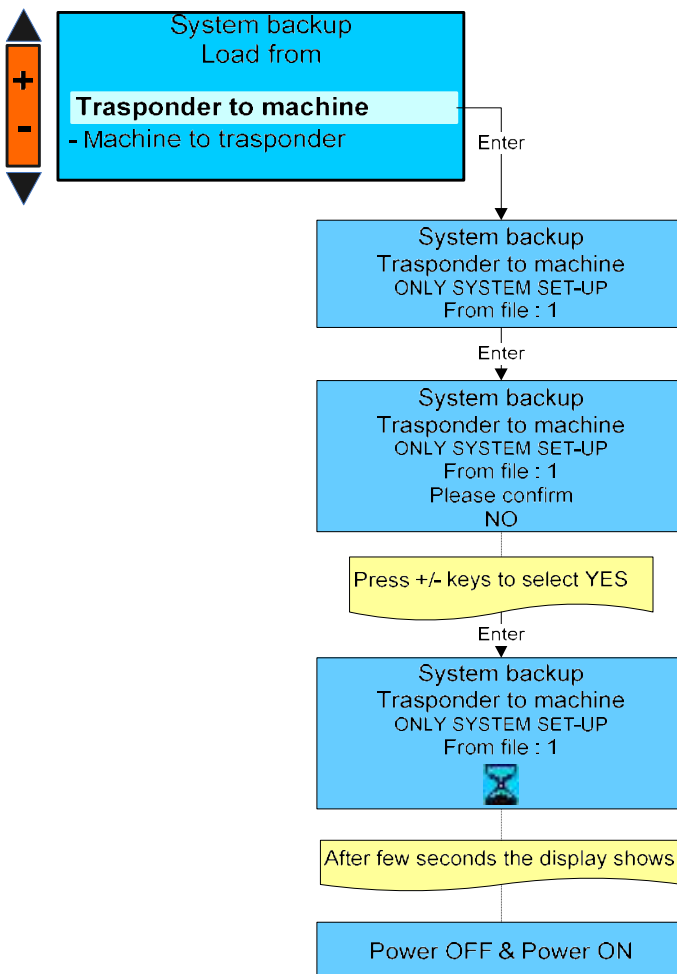 System backup
Load from
+
-
Trasponder to machine
- Machine to trasponder
Enter
System backup
Trasponder to machine
ONLY SYSTEM SET-UP
From file : 1
Enter
System backup
Trasponder to machine
ONLY SYSTEM SET-UP
From file : 1
Please confirm
NO
Press +/- keys to select YES
Enter
System backup
Trasponder to machine
ONLY SYSTEM SET-UP
From file : 1
After few seconds the display shows
Power OFF & Power ON